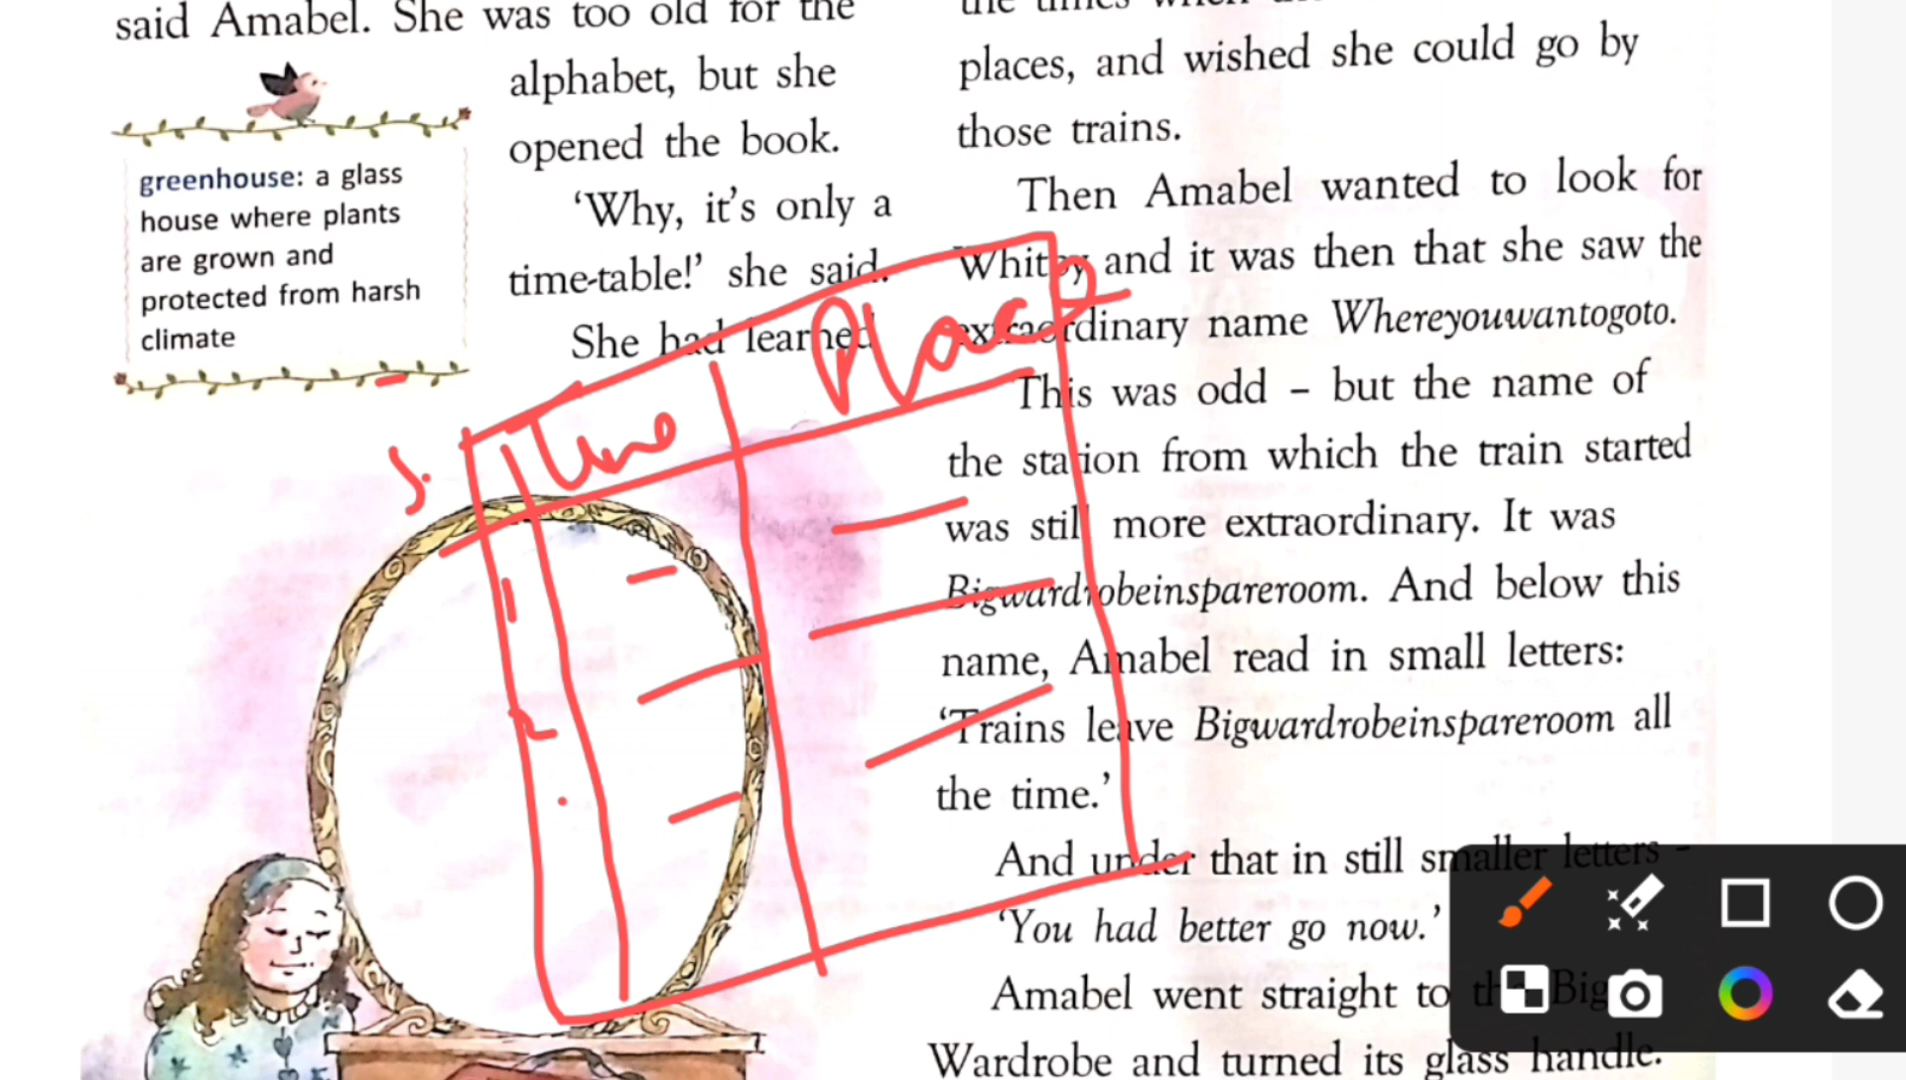 said Amabel. She was too old for the
alphabet, but she
opened the book.
‘Why, it’s only a
time-table!’ she said.
She had learned
greenhouse: a glass
house where plants
are grown and
protected from harsh
climate
places, and wished she could go by
those trains.
Then Amabel wanted to look for
Whitby and it was then that she saw the
extraordinary name Whereyouwantogoto.
This was odd – but the name of
the station from which the train started
was still more extraordinary. It was
Bigwardrobeinspareroom. And below this
name, Amabel read in small letters:
‘Trains leave Bigwardrobeinspareroom all
the time.’
And under that in still smaller letters –
‘You had better go now.’
Amabel went straight to the Big
Wardrobe and turned its glass handle.
S. Time Place
1
2